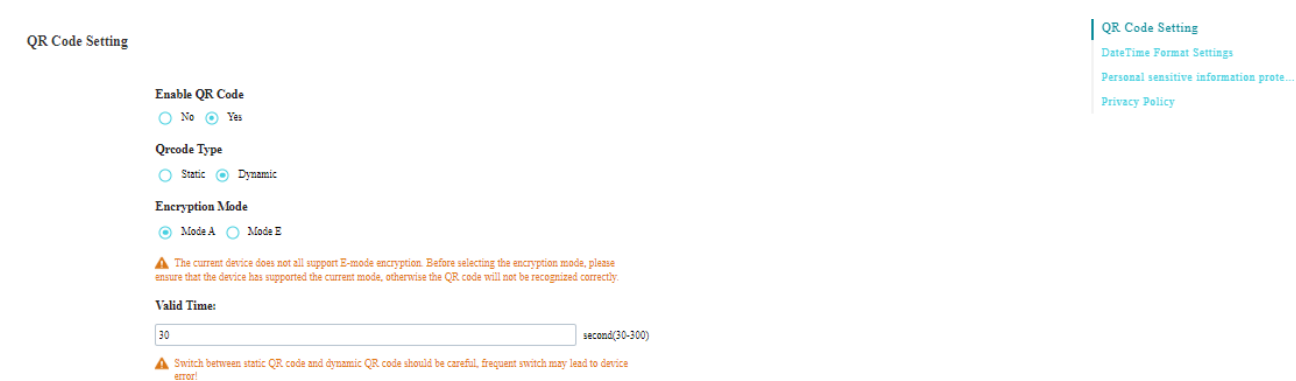 QR Code Setting
Enable QR Code
No Yes
Qrcode Type
Static Dynamic
Encryption Mode
Mode A Mode E
The current device does not all support E-mode encryption. Before selecting the encryption mode, please
ensure that the device has supported the current mode, otherwise the QR code will not be recognized correctly.
Valid Time:
30 second(30-300)
Switch between static QR code and dynamic QR code should be careful, frequent switch may lead to device
error!
QR Code Setting
DateTime Format Settings
Personal sensitive information prote...
Privacy Policy